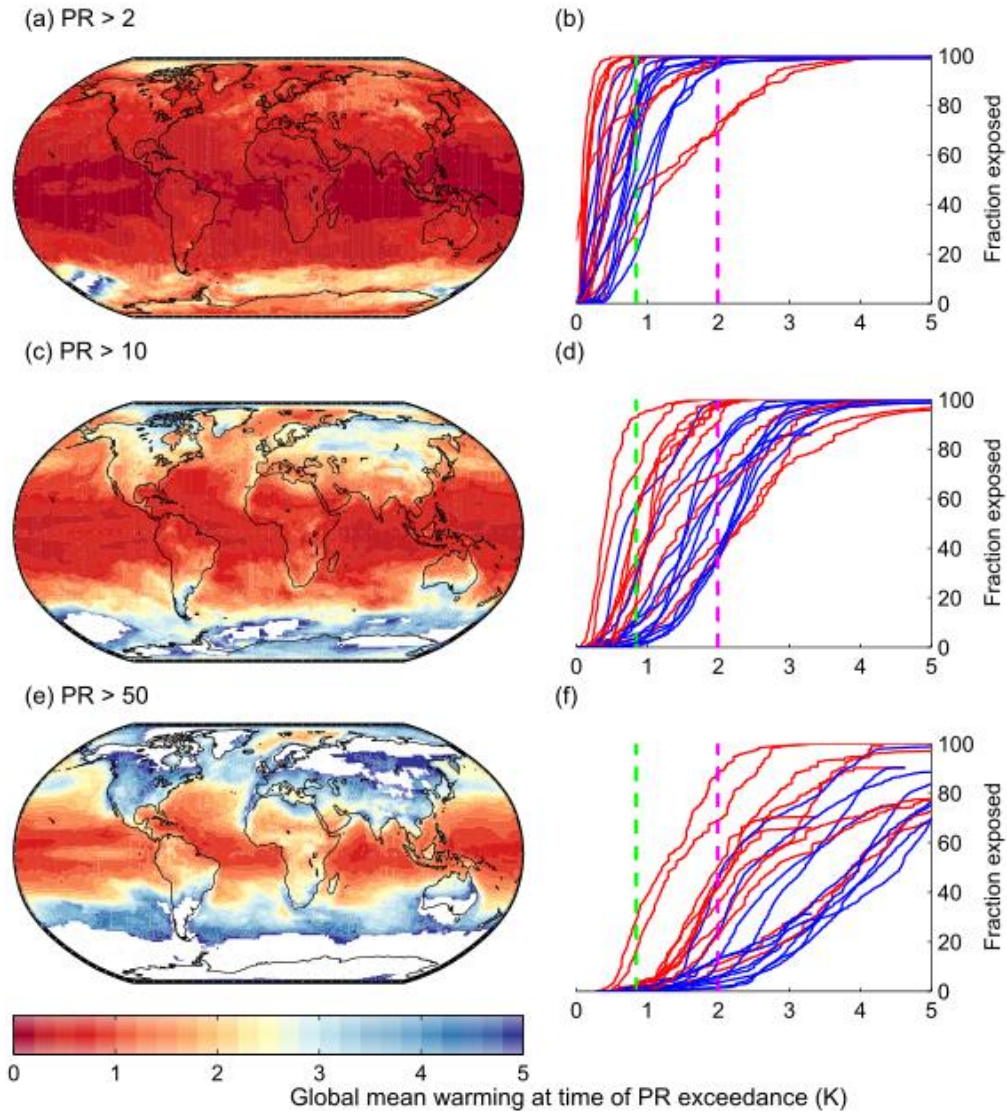 (a) PR > 2
(b)
100
80
60
40
20
0
Fraction exposed
0 1 2 3 4 5
(c) PR > 10
(d)
100
80
60
40
20
0
Fraction exposed
0 1 2 3 4 5
(e) PR > 50
(f)
100
80
60
40
20
0
Fraction exposed
0 1 2 3 4 5
0 1 2 3 4 5
Global mean warming at time of PR exceedance (K)